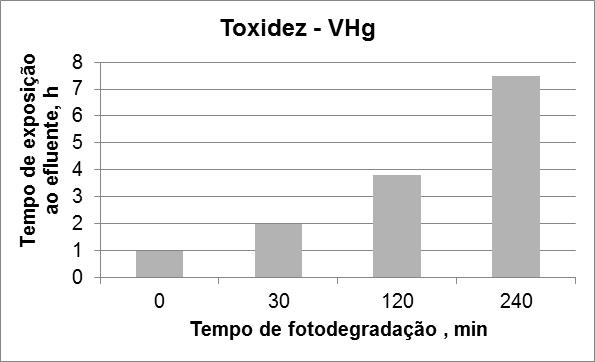 Toxidez - VHg
Tempo de exposição
ao efluente, h
8
7
6
5
4
3
2
1
0
0 30 120 240
Tempo de fotodegradação , min